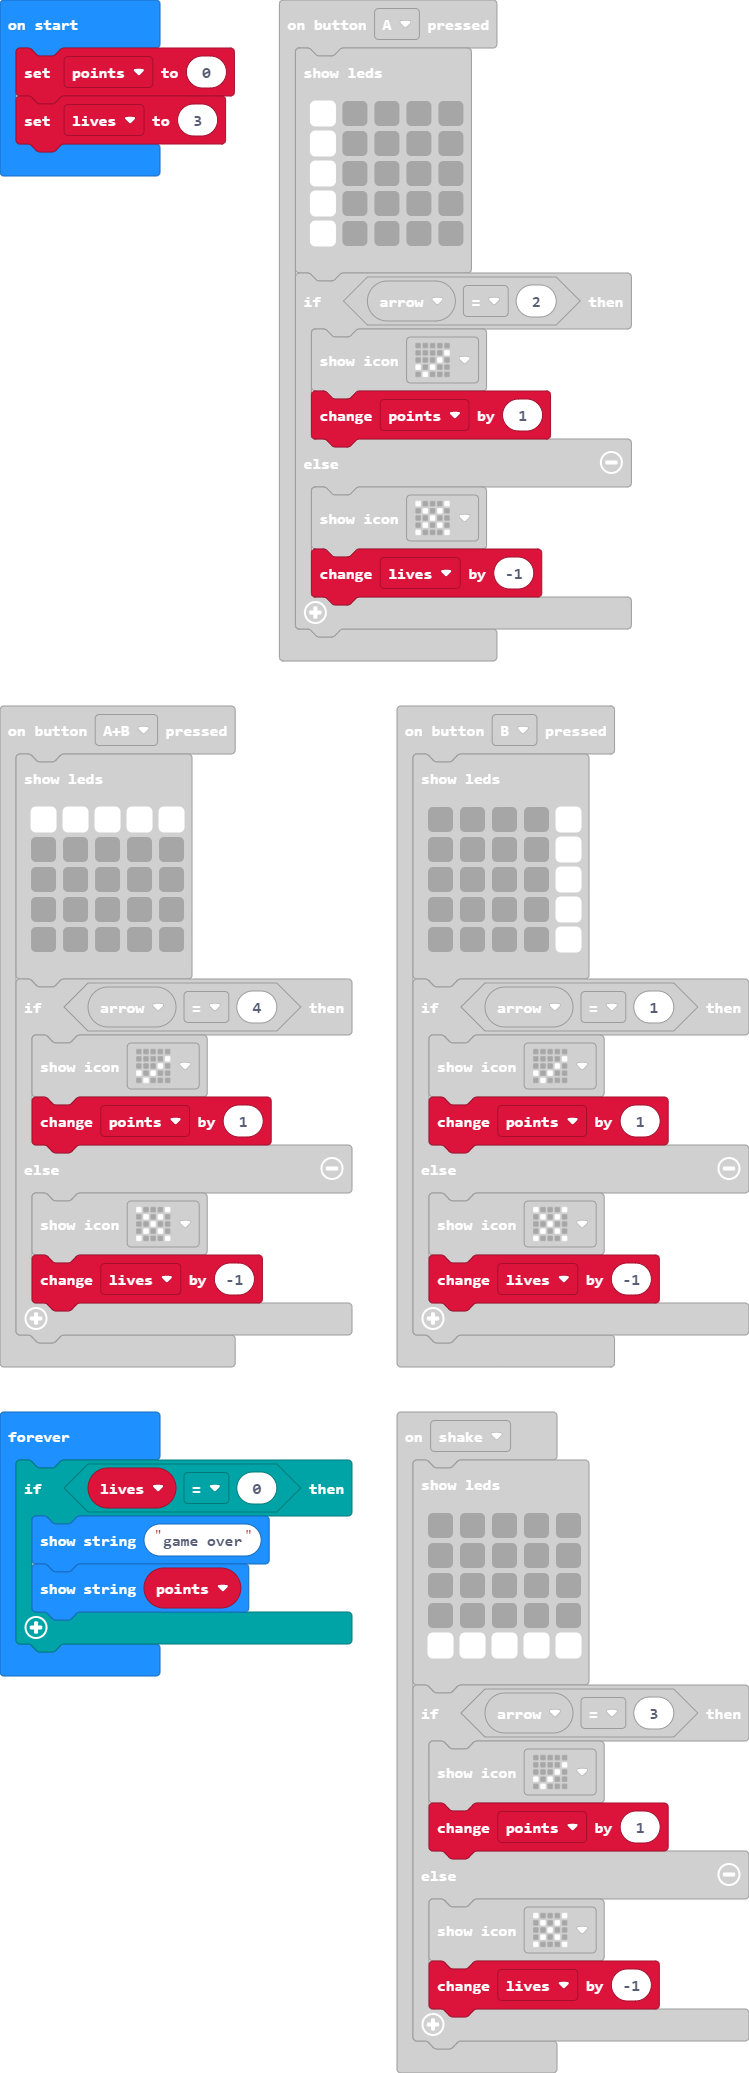 on start
set points to 0
set lives to 3
on button A pressed
show leds
if arrow = 2 then
show icon
change points by 1
else
show icon
change lives by -1
on button A+B pressed
show leds
if arrow = 4 then
show icon
change points by 1
else
show icon
change lives by -1
on button B pressed
show leds
if arrow = 1 then
show icon
change points by 1
else
show icon
change lives by -1
forever
if lives = 0 then
show string "game over"
show string points
on shake
show leds
if arrow = 3 then
show icon
change points by 1
else
show icon
change lives by -1